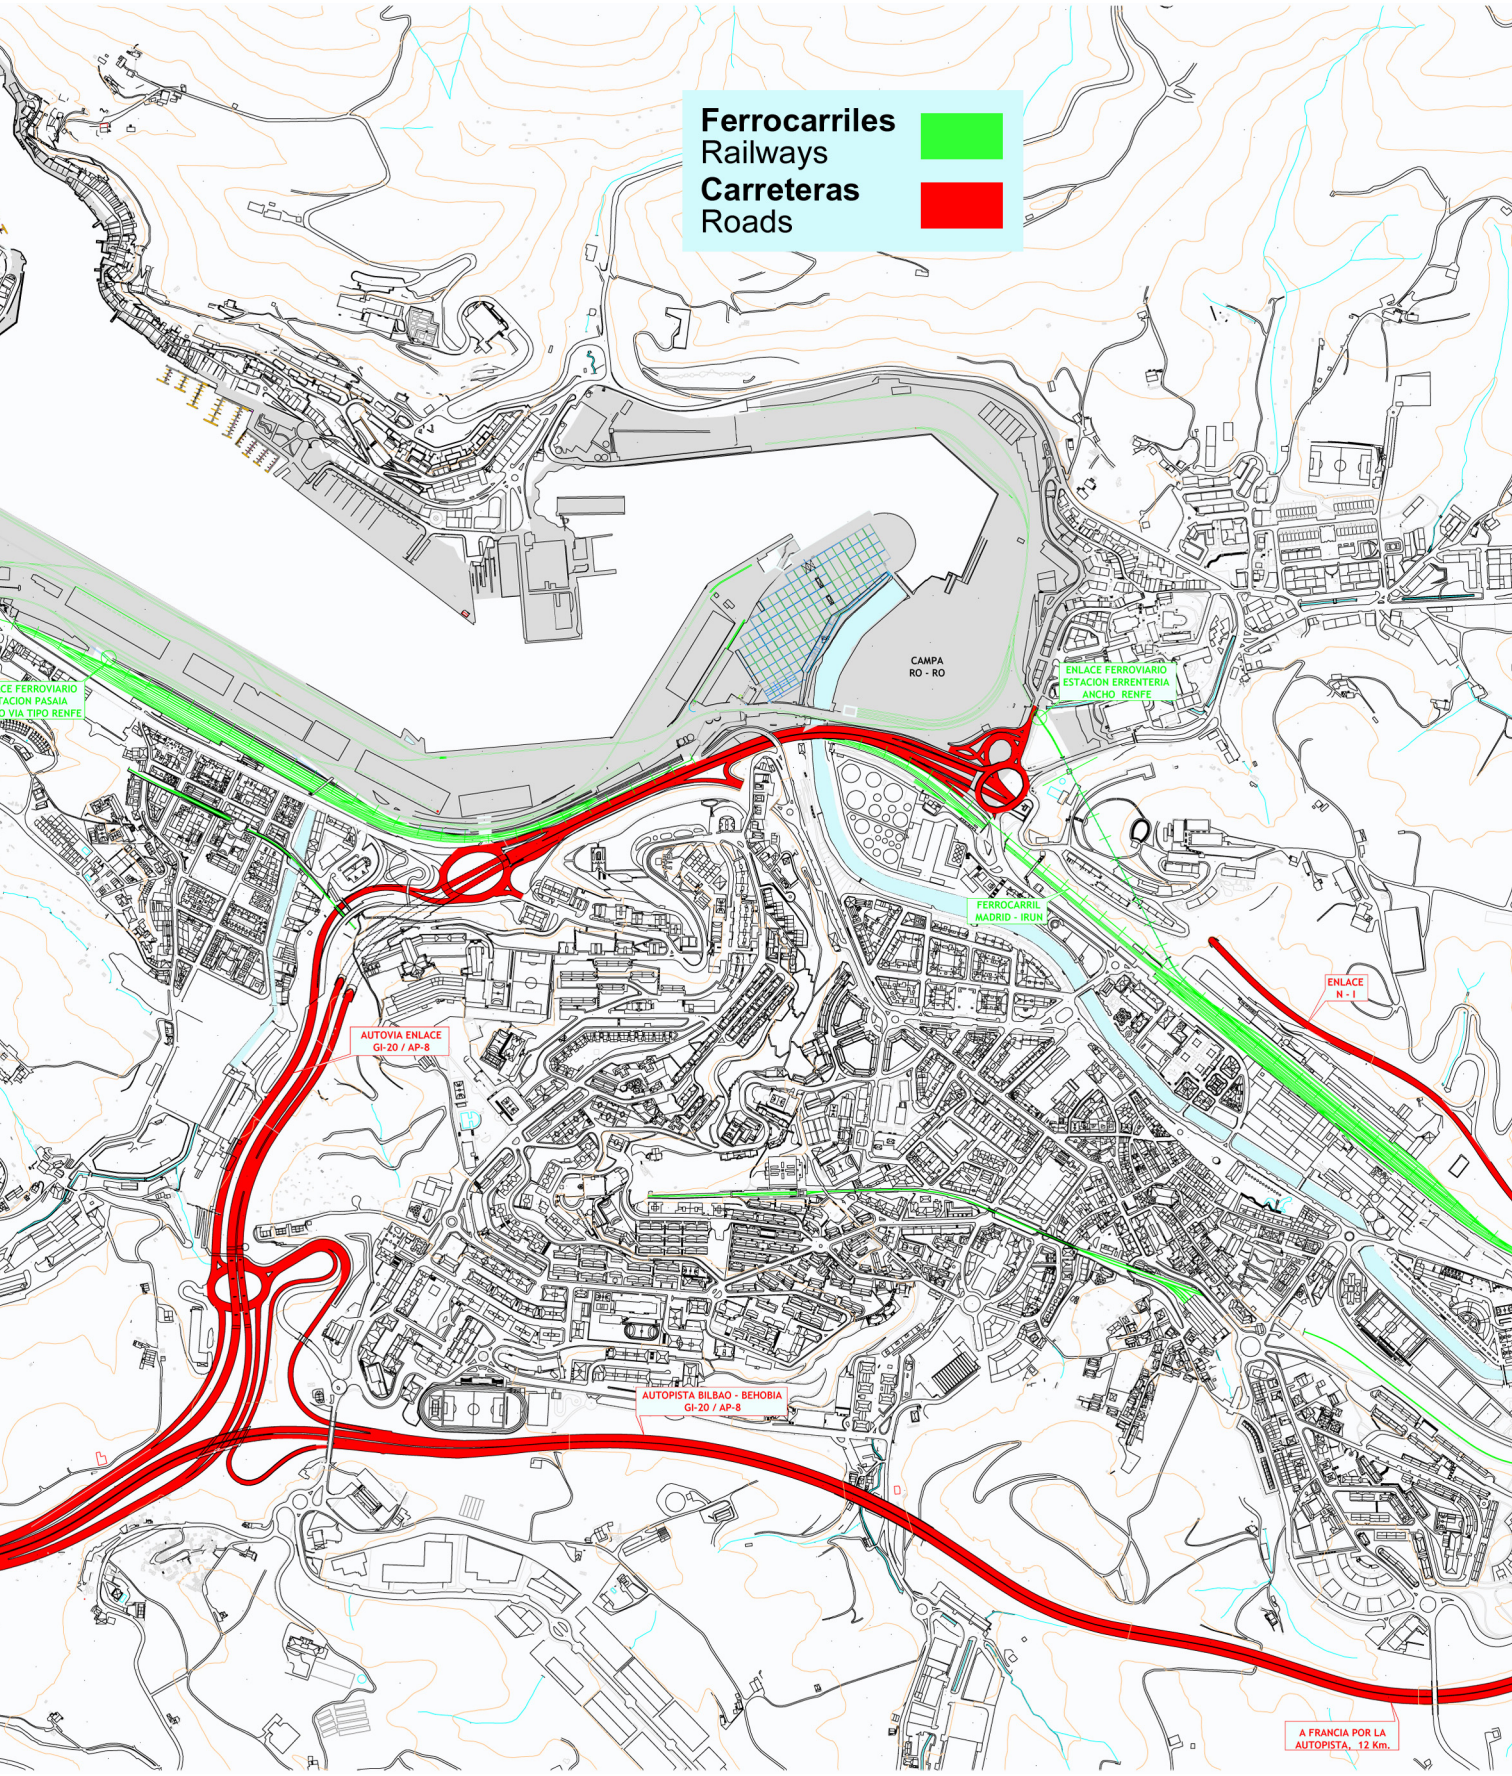 Ferrocarriles
Railways
Carreteras
Roads
CAMPA
RO - RO
ENLACE FERROVIARIO
ESTACION ERRENTERIA
ANCHO RENFE
CE FERROVIARIO
TACION PASAIA
O VIA TIPO RENFE
FERROCARRIL
MADRID - IRUN
ENLACE
N - I
AUTOVIA ENLACE
GI-20 / AP-8
AUTOPISTA BILBAO - BEHOBIA
GI-20 / AP-8
A FRANCIA POR LA
AUTOPISTA, 12 Km.